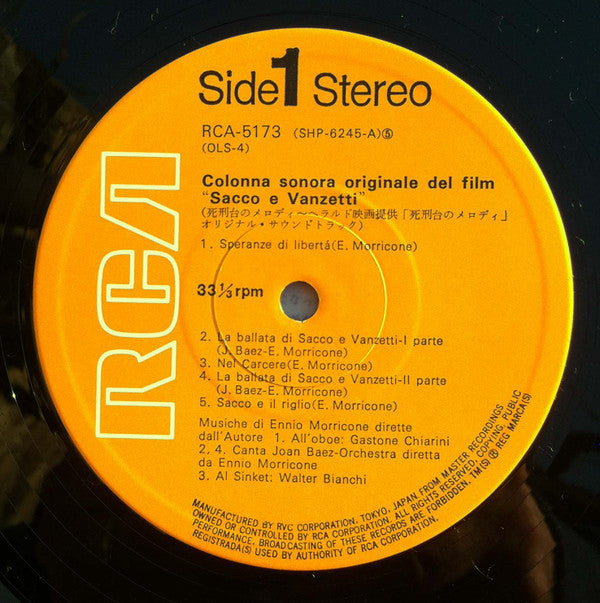 Side 1 Stereo
RCA-5173 (SHP-6245-A)⑤
(OLS-4)
Colonna sonora originale del film
"Sacco e Vanzetti"
(死刑台のメロディ〜ヘラルド映画提供「死刑台のメロディ」
オリジナル・サウンドトラック)
1. Speranze di libertá(E. Morricone)
33 1/3 rpm
2. La ballata di Sacco e Vanzetti-I parte
(J. Baez-E. Morricone)
3. Nel Carcere(E. Morricone)
4. La ballata di Sacco e Vanzetti-II parte
(J. Baez-E. Morricone)
5. Sacco e il riglio(E. Morricone)
Musiche di Ennio Morricone dirette
dall'Autore 1. All'oboe: Gastone Chiarini
2. 4. Canta Joan Baez-Orchestra diretta
da Ennio Morricone
3. Al Sinket: Walter Bianchi
RCA
MANUFACTURED BY RVC CORPORATION, TOKYO, JAPAN FROM MASTER RECORDINGS
OWNED OR CONTROLLED BY RCA CORPORATION. ALL RIGHTS RESERVED, COPYING, PUBLIC
PERFORMANCE, BROADCASTING OF THESE RECORDS ARE FORBIDDEN. TM(S) ® REG MARCA(S)
REGISTRADA(S) USED BY AUTHORITY OF RCA CORPORATION.